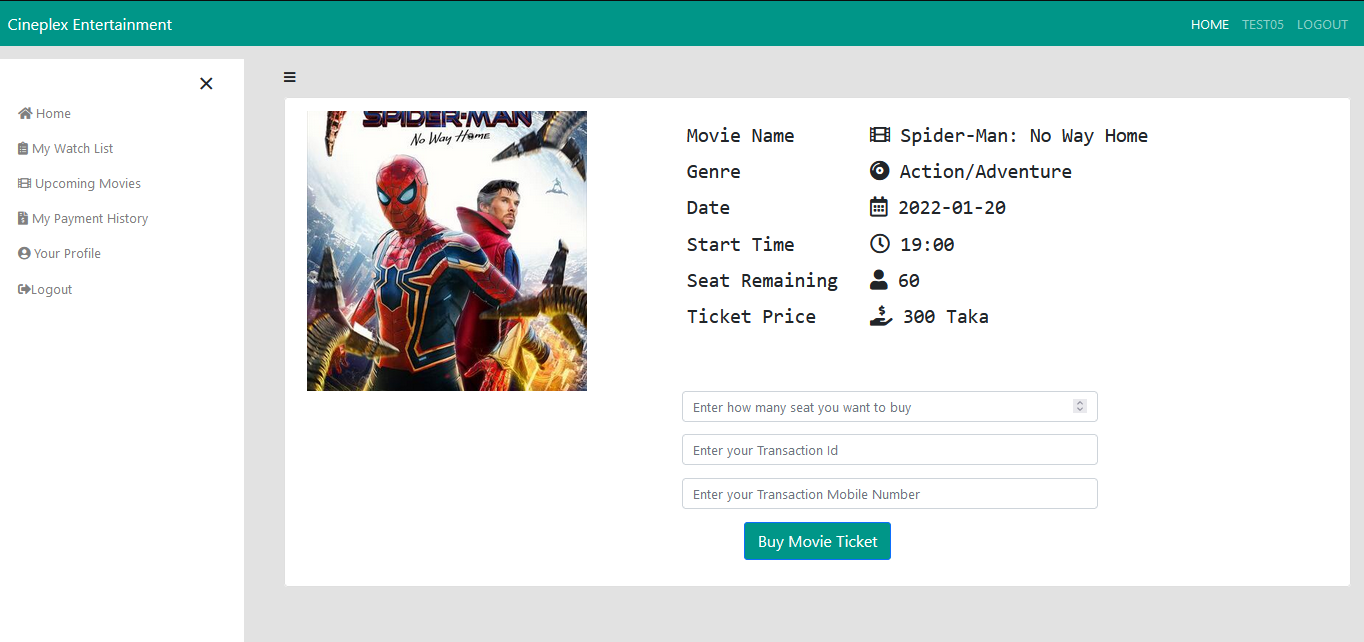 Cineplex Entertainment
HOME TEST05 LOGOUT
Home
My Watch List
Upcoming Movies
My Payment History
Your Profile
Logout
SPIDER-MAN
No Way Home
Movie Name Spider-Man: No Way Home
Genre Action/Adventure
Date 2022-01-20
Start Time 19:00
Seat Remaining 60
Ticket Price 300 Taka
Enter how many seat you want to buy
Enter your Transaction Id
Enter your Transaction Mobile Number
Buy Movie Ticket